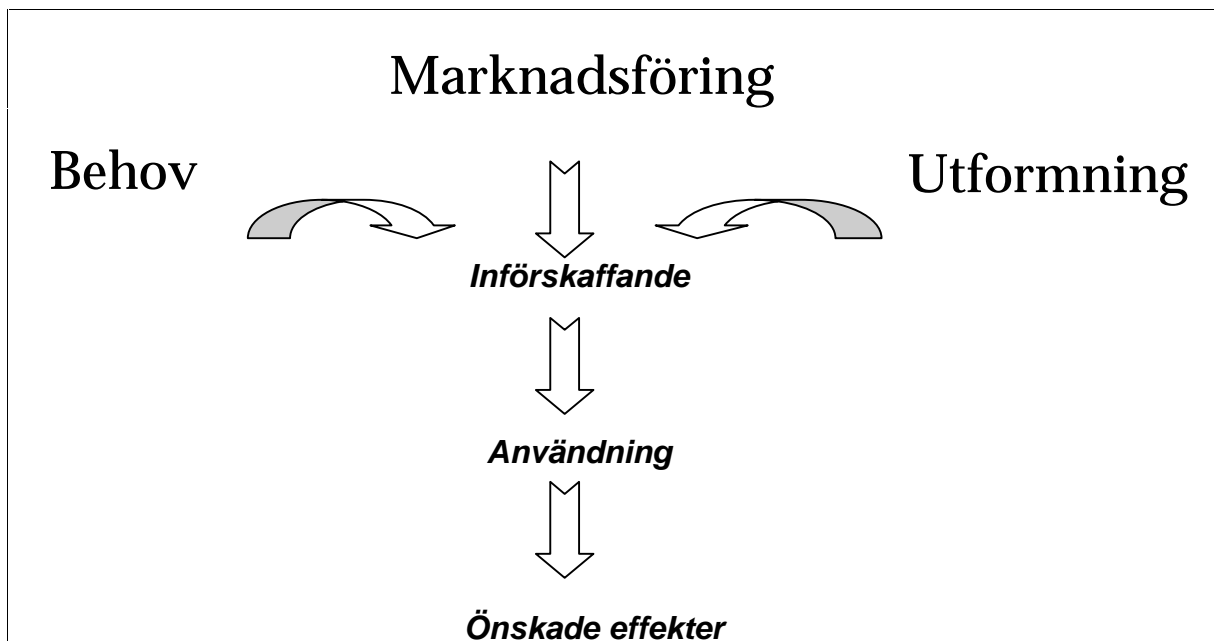 Marknadsföring
Behov
Utformning
Införskaffande
Användning
Önskade effekter